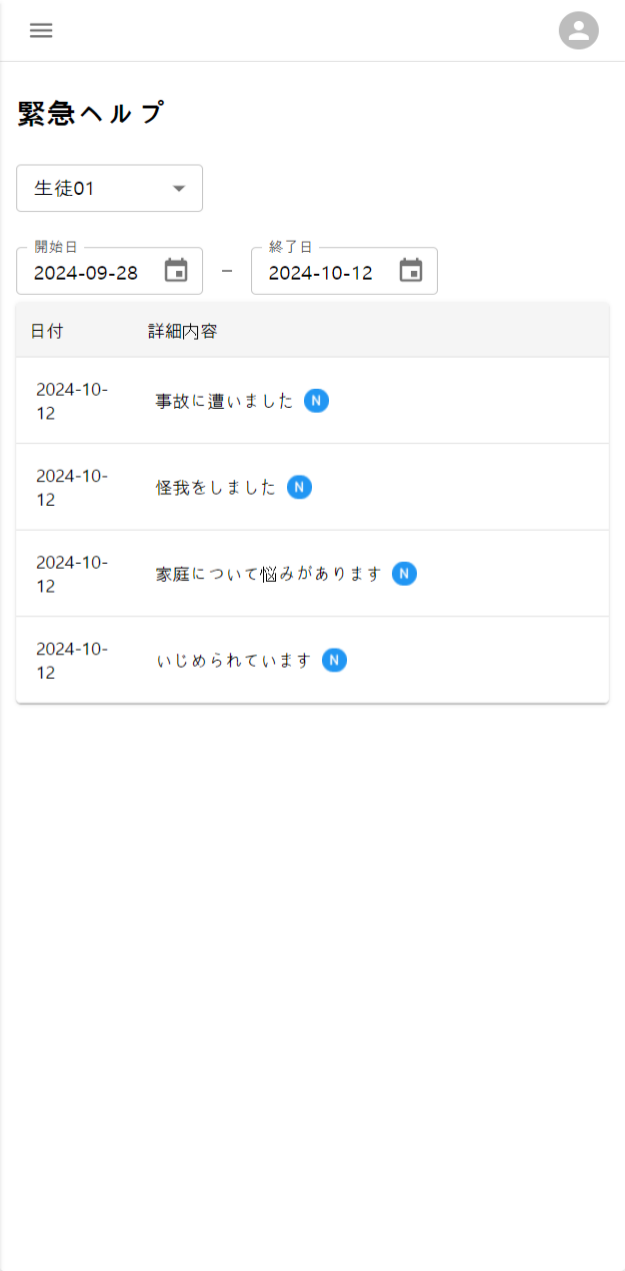 緊急ヘルプ
生徒01
開始日 終了日
2024-09-28 – 2024-10-12
日付 詳細内容
2024-10-
12
事故に遭いました N
2024-10-
12
怪我をしました N
2024-10-
12
家庭について悩みがあります N
2024-10-
12
いじめられています N